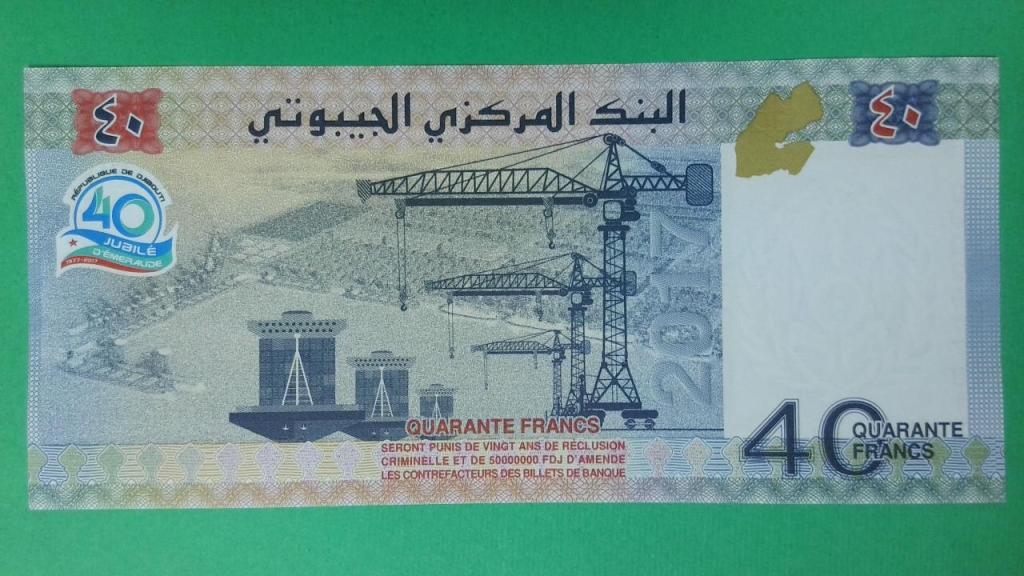 ٤٠
البنك المركزي الجيبوتي
٤٠
RÉPUBLIQUE DE DJIBOUTI
40
JUBILÉ
D'ÉMERAUDE
1977-2017
2017
QUARANTE FRANCS
SERONT PUNIS DE VINGT ANS DE RÉCLUSION
CRIMINELLE ET DE 50000000 FDJ D'AMENDE
LES CONTREFACTEURS DES BILLETS DE BANQUE
40
QUARANTE
FRANCS